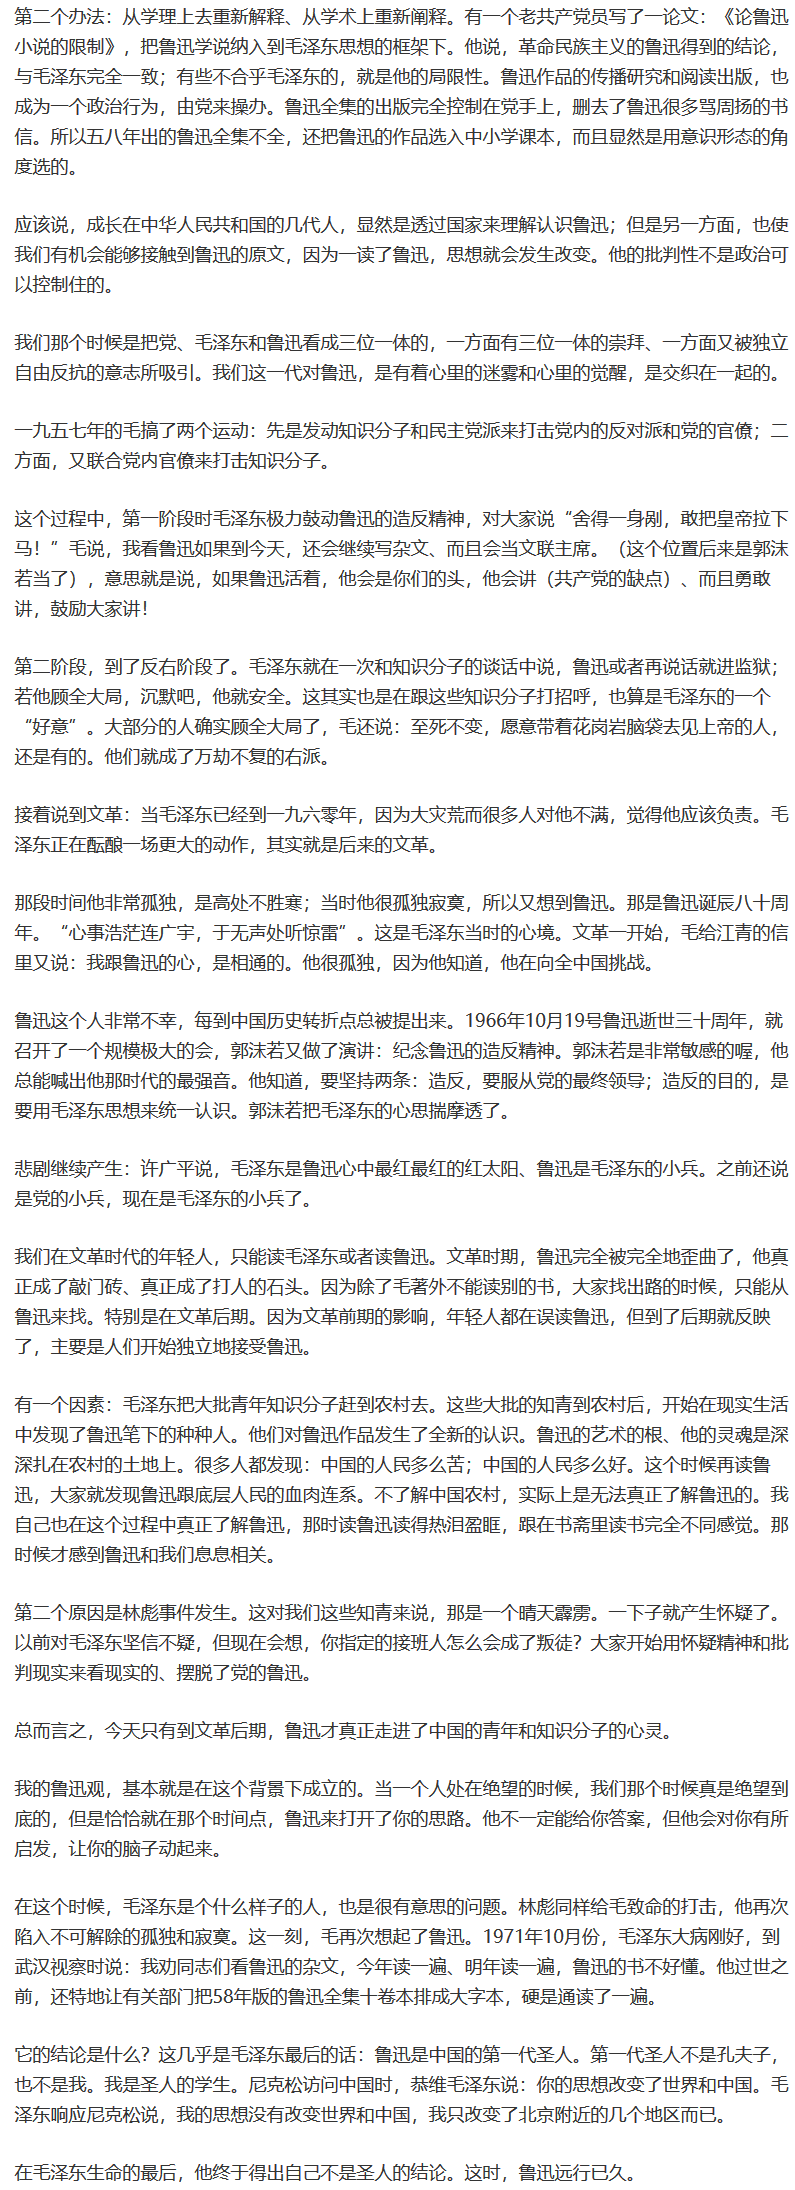 第二个办法：从学理上去重新解释、从学术上重新阐释。有一个老共产党员写了一论文：《论鲁迅
小说的限制》，把鲁迅学说纳入到毛泽东思想的框架下。他说，革命民族主义的鲁迅得到的结论，
与毛泽东完全一致；有些不合乎毛泽东的，就是他的局限性。鲁迅作品的传播研究和阅读出版，也
成为一个政治行为，由党来操办。鲁迅全集的出版完全控制在党手上，删去了鲁迅很多骂周扬的书
信。所以五八年出的鲁迅全集不全，还把鲁迅的作品选入中小学课本，而且显然是用意识形态的角
度选的。
应该说，成长在中华人民共和国的几代人，显然是透过国家来理解认识鲁迅；但是另一方面，也使
我们有机会能够接触到鲁迅的原文，因为一读了鲁迅，思想就会发生改变。他的批判性不是政治可
以控制住的。
我们那个时候是把党、毛泽东和鲁迅看成三位一体的，一方面有三位一体的崇拜、一方面又被独立
自由反抗的意志所吸引。我们这一代对鲁迅，是有着心里的迷雾和心里的觉醒，是交织在一起的。
一九五七年的毛搞了两个运动：先是发动知识分子和民主党派来打击党内的反对派和党的官僚；二
方面，又联合党内官僚来打击知识分子。
这个过程中，第一阶段时毛泽东极力鼓动鲁迅的造反精神，对大家说“舍得一身剐，敢把皇帝拉下
马！”毛说，我看鲁迅如果到今天，还会继续写杂文、而且会当文联主席。（这个位置后来是郭沫
若当了），意思就是说，如果鲁迅活着，他会是你们的头，他会讲（共产党的缺点）、而且勇敢
讲，鼓励大家讲！
第二阶段，到了反右阶段了。毛泽东就在一次和知识分子的谈话中说，鲁迅或者再说话就进监狱；
若他顾全大局，沉默吧，他就安全。这其实也是在跟这些知识分子打招呼，也算是毛泽东的一个
“好意”。大部分的人确实顾全大局了，毛还说：至死不变，愿意带着花岗岩脑袋去见上帝的人，
还是有的。他们就成了万劫不复的右派。
接着说到文革：当毛泽东已经到一九六零年，因为大灾荒而很多人对他不满，觉得他应该负责。毛
泽东正在酝酿一场更大的动作，其实就是后来的文革。
那段时间他非常孤独，是高处不胜寒；当时他很孤独寂寞，所以又想到鲁迅。那是鲁迅诞辰八十周
年。“心事浩茫连广宇，于无声处听惊雷”。这是毛泽东当时的心境。文革一开始，毛给江青的信
里又说：我跟鲁迅的心，是相通的。他很孤独，因为他知道，他在向全中国挑战。
鲁迅这个人非常不幸，每到中国历史转折点总被提出来。1966年10月19号鲁迅逝世三十周年，就
召开了一个规模极大的会，郭沫若又做了演讲：纪念鲁迅的造反精神。郭沫若是非常敏感的喔，他
总能喊出他那时代的最强音。他知道，要坚持两条：造反，要服从党的最终领导；造反的目的，是
要用毛泽东思想来统一认识。郭沫若把毛泽东的心思揣摩透了。
悲剧继续产生：许广平说，毛泽东是鲁迅心中最红最红的红太阳、鲁迅是毛泽东的小兵。之前还说
是党的小兵，现在是毛泽东的小兵了。
我们在文革时代的年轻人，只能读毛泽东或者读鲁迅。文革时期，鲁迅完全被完全地歪曲了，他真
正成了敲门砖、真正成了打人的石头。因为除了毛著外不能读别的书，大家找出路的时候，只能从
鲁迅来找。特别是在文革后期。因为文革前期的影响，年轻人都在误读鲁迅，但到了后期就反映
了，主要是人们开始独立地接受鲁迅。
有一个因素：毛泽东把大批青年知识分子赶到农村去。这些大批的知青到农村后，开始在现实生活
中发现了鲁迅笔下的种种人。他们对鲁迅作品发生了全新的认识。鲁迅的艺术的根、他的灵魂是深
深扎在农村的土地上。很多人都发现：中国的人民多么苦；中国的人民多么好。这个时候再读鲁
迅，大家就发现鲁迅跟底层人民的血肉连系。不了解中国农村，实际上是无法真正了解鲁迅的。我
自己也在这个过程中真正了解鲁迅，那时读鲁迅读得热泪盈眶，跟在书斋里读书完全不同感觉。那
时候才感到鲁迅和我们息息相关。
第二个原因是林彪事件发生。这对我们这些知青来说，那是一个晴天霹雳。一下子就产生怀疑了。
以前对毛泽东坚信不疑，但现在会想，你指定的接班人怎么会成了叛徒？大家开始用怀疑精神和批
判现实来看现实的、摆脱了党的鲁迅。
总而言之，今天只有到文革后期，鲁迅才真正走进了中国的青年和知识分子的心灵。
我的鲁迅观，基本就是在这个背景下成立的。当一个人处在绝望的时候，我们那个时候真是绝望到
底的，但是恰恰就在那个时间点，鲁迅来打开了你的思路。他不一定能给你答案，但他会对你有所
启发，让你的脑子动起来。
在这个时候，毛泽东是个什么样子的人，也是很有意思的问题。林彪同样给毛致命的打击，他再次
陷入不可解除的孤独和寂寞。这一刻，毛再次想起了鲁迅。1971年10月份，毛泽东大病刚好，到
武汉视察时说：我劝同志们看鲁迅的杂文，今年读一遍、明年读一遍，鲁迅的书不好懂。他过世之
前，还特地让有关部门把58年版的鲁迅全集十卷本排成大字本，硬是通读了一遍。
它的结论是什么？这几乎是毛泽东最后的话：鲁迅是中国的第一代圣人。第一代圣人不是孔夫子，
也不是我。我是圣人的学生。尼克松访问中国时，恭维毛泽东说：你的思想改变了世界和中国。毛
泽东响应尼克松说，我的思想没有改变世界和中国，我只改变了北京附近的几个地区而已。
在毛泽东生命的最后，他终于得出自己不是圣人的结论。这时，鲁迅远行已久。